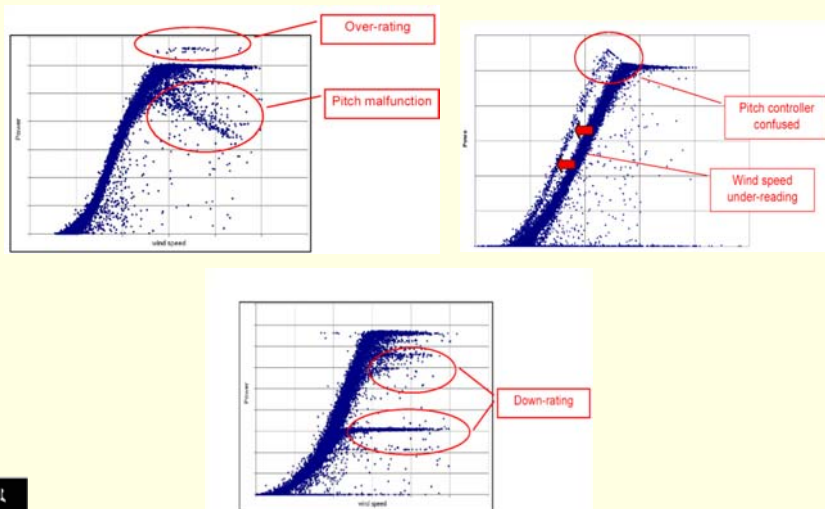 Over-rating
Pitch malfunction
Power
wind speed
Pitch controller
confused
Wind speed
under-reading
Power
wind speed
Down-rating